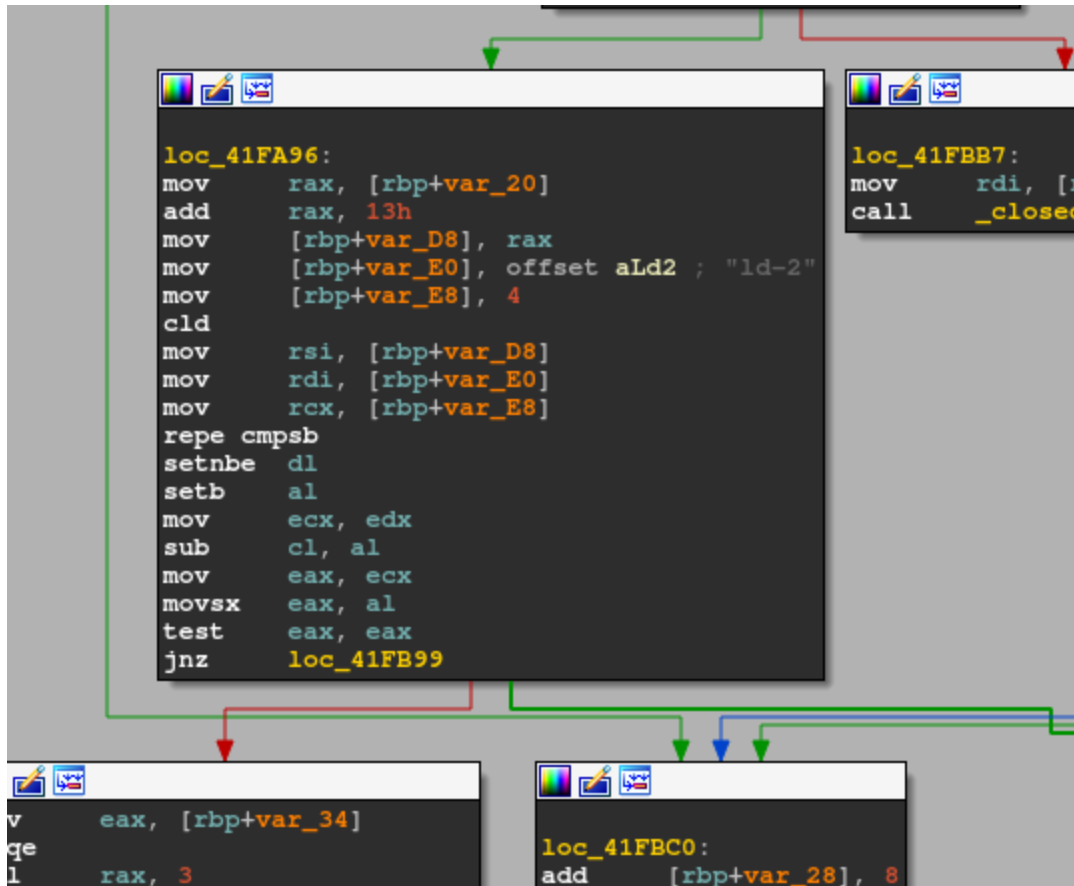 loc_41FA96:
mov rax, [rbp+var_20]
add rax, 13h
mov [rbp+var_D8], rax
mov [rbp+var_E0], offset aLd2 ; "ld-2"
mov [rbp+var_E8], 4
cld
mov rsi, [rbp+var_D8]
mov rdi, [rbp+var_E0]
mov rcx, [rbp+var_E8]
repe cmpsb
setnbe dl
setb al
mov ecx, edx
sub cl, al
mov eax, ecx
movsx eax, al
test eax, eax
jnz loc_41FB99
loc_41FBB7:
mov rdi, [
call _closed
v eax, [rbp+var_34]
qe
l rax, 3
loc_41FBC0:
add [rbp+var_28], 8